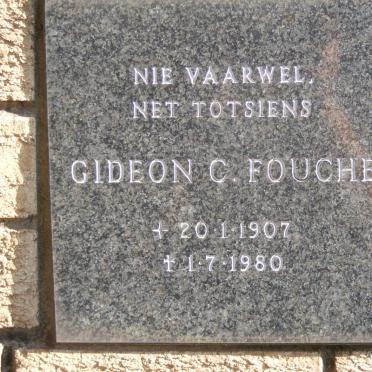 NIE VAARWEL,
NET TOTSIENS
GIDEON C. FOUCHE
+ 20·1·1907
† 1·7·1980